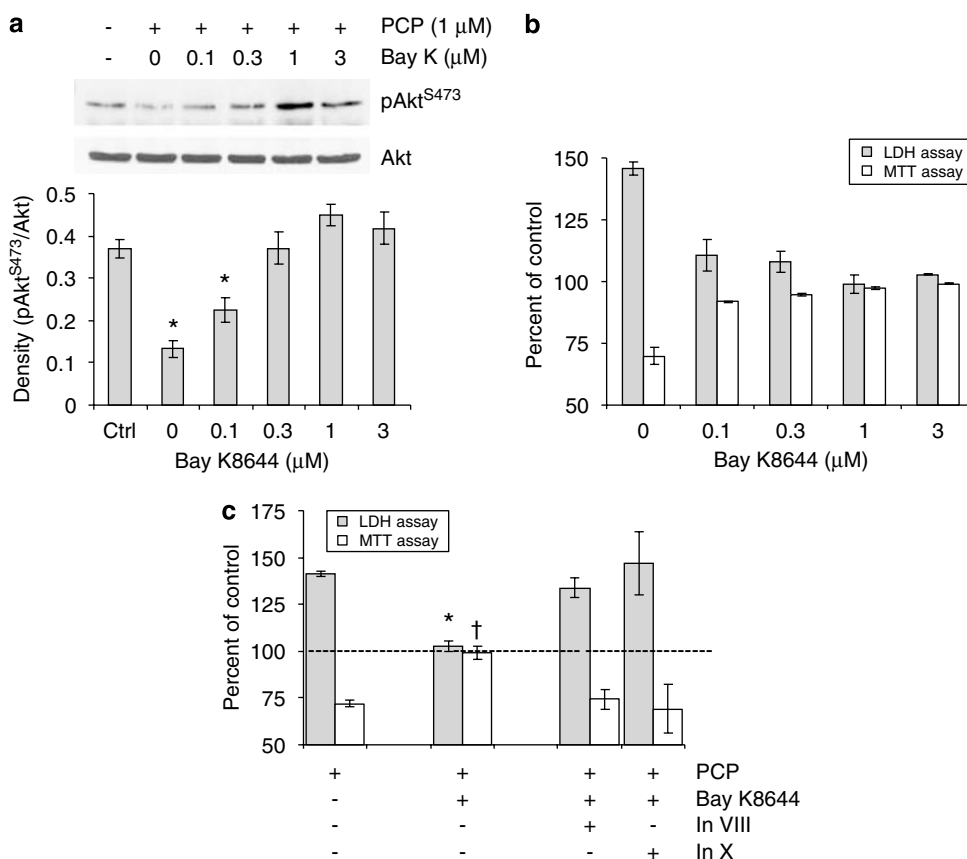 a
- + + + + + PCP (1 μM)
- 0 0.1 0.3 1 3 Bay K (μM)
pAkt^S473
Akt
Density (pAkt^S473/Akt)
0.5
0.4
0.3
0.2
0.1
0
* *
Ctrl 0 0.1 0.3 1 3
Bay K8644 (μM)
b
Percent of control
150
125
100
75
50
LDH assay
MTT assay
0 0.1 0.3 1 3
Bay K8644 (μM)
c
Percent of control
175
150
125
100
75
50
LDH assay
MTT assay
* †
+ + + + PCP
- + + + Bay K8644
- - + - In VIII
- - - + In X